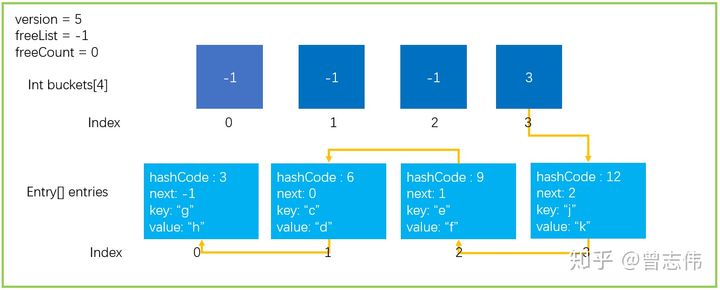 version = 5
freeList = -1
freeCount = 0
Int buckets[4]
-1 -1 -1 3
Index 0 1 2 3
Entry[] entries
hashCode : 3
next: -1
key: “g”
value: “h”
hashCode : 6
next: 0
key: “c”
value: “d”
hashCode : 9
next: 1
key: “e”
value: “f”
hashCode : 12
next: 2
key: “j”
value: “k”
Index 0 1 2 3
知乎 @曾志伟